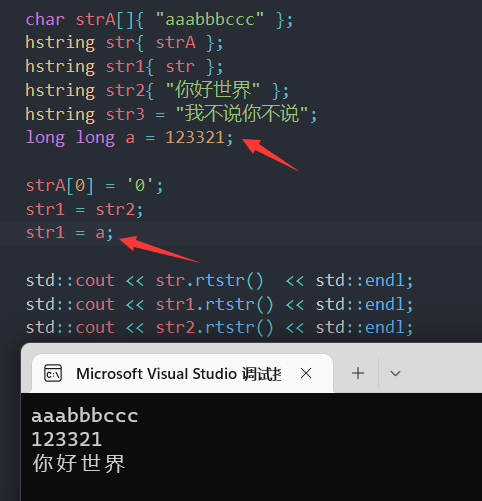 char strA[]{ "aaabbbccc" };
hstring str{ strA };
hstring str1{ str };
hstring str2{ "你好世界" };
hstring str3 = "我不说你不说";
long long a = 123321;
strA[0] = '0';
str1 = str2;
str1 = a;
std::cout << str.rtstr()  << std::endl;
std::cout << str1.rtstr() << std::endl;
std::cout << str2.rtstr() << std::endl;
Microsoft Visual Studio 调试控
aaabbbccc
123321
你好世界